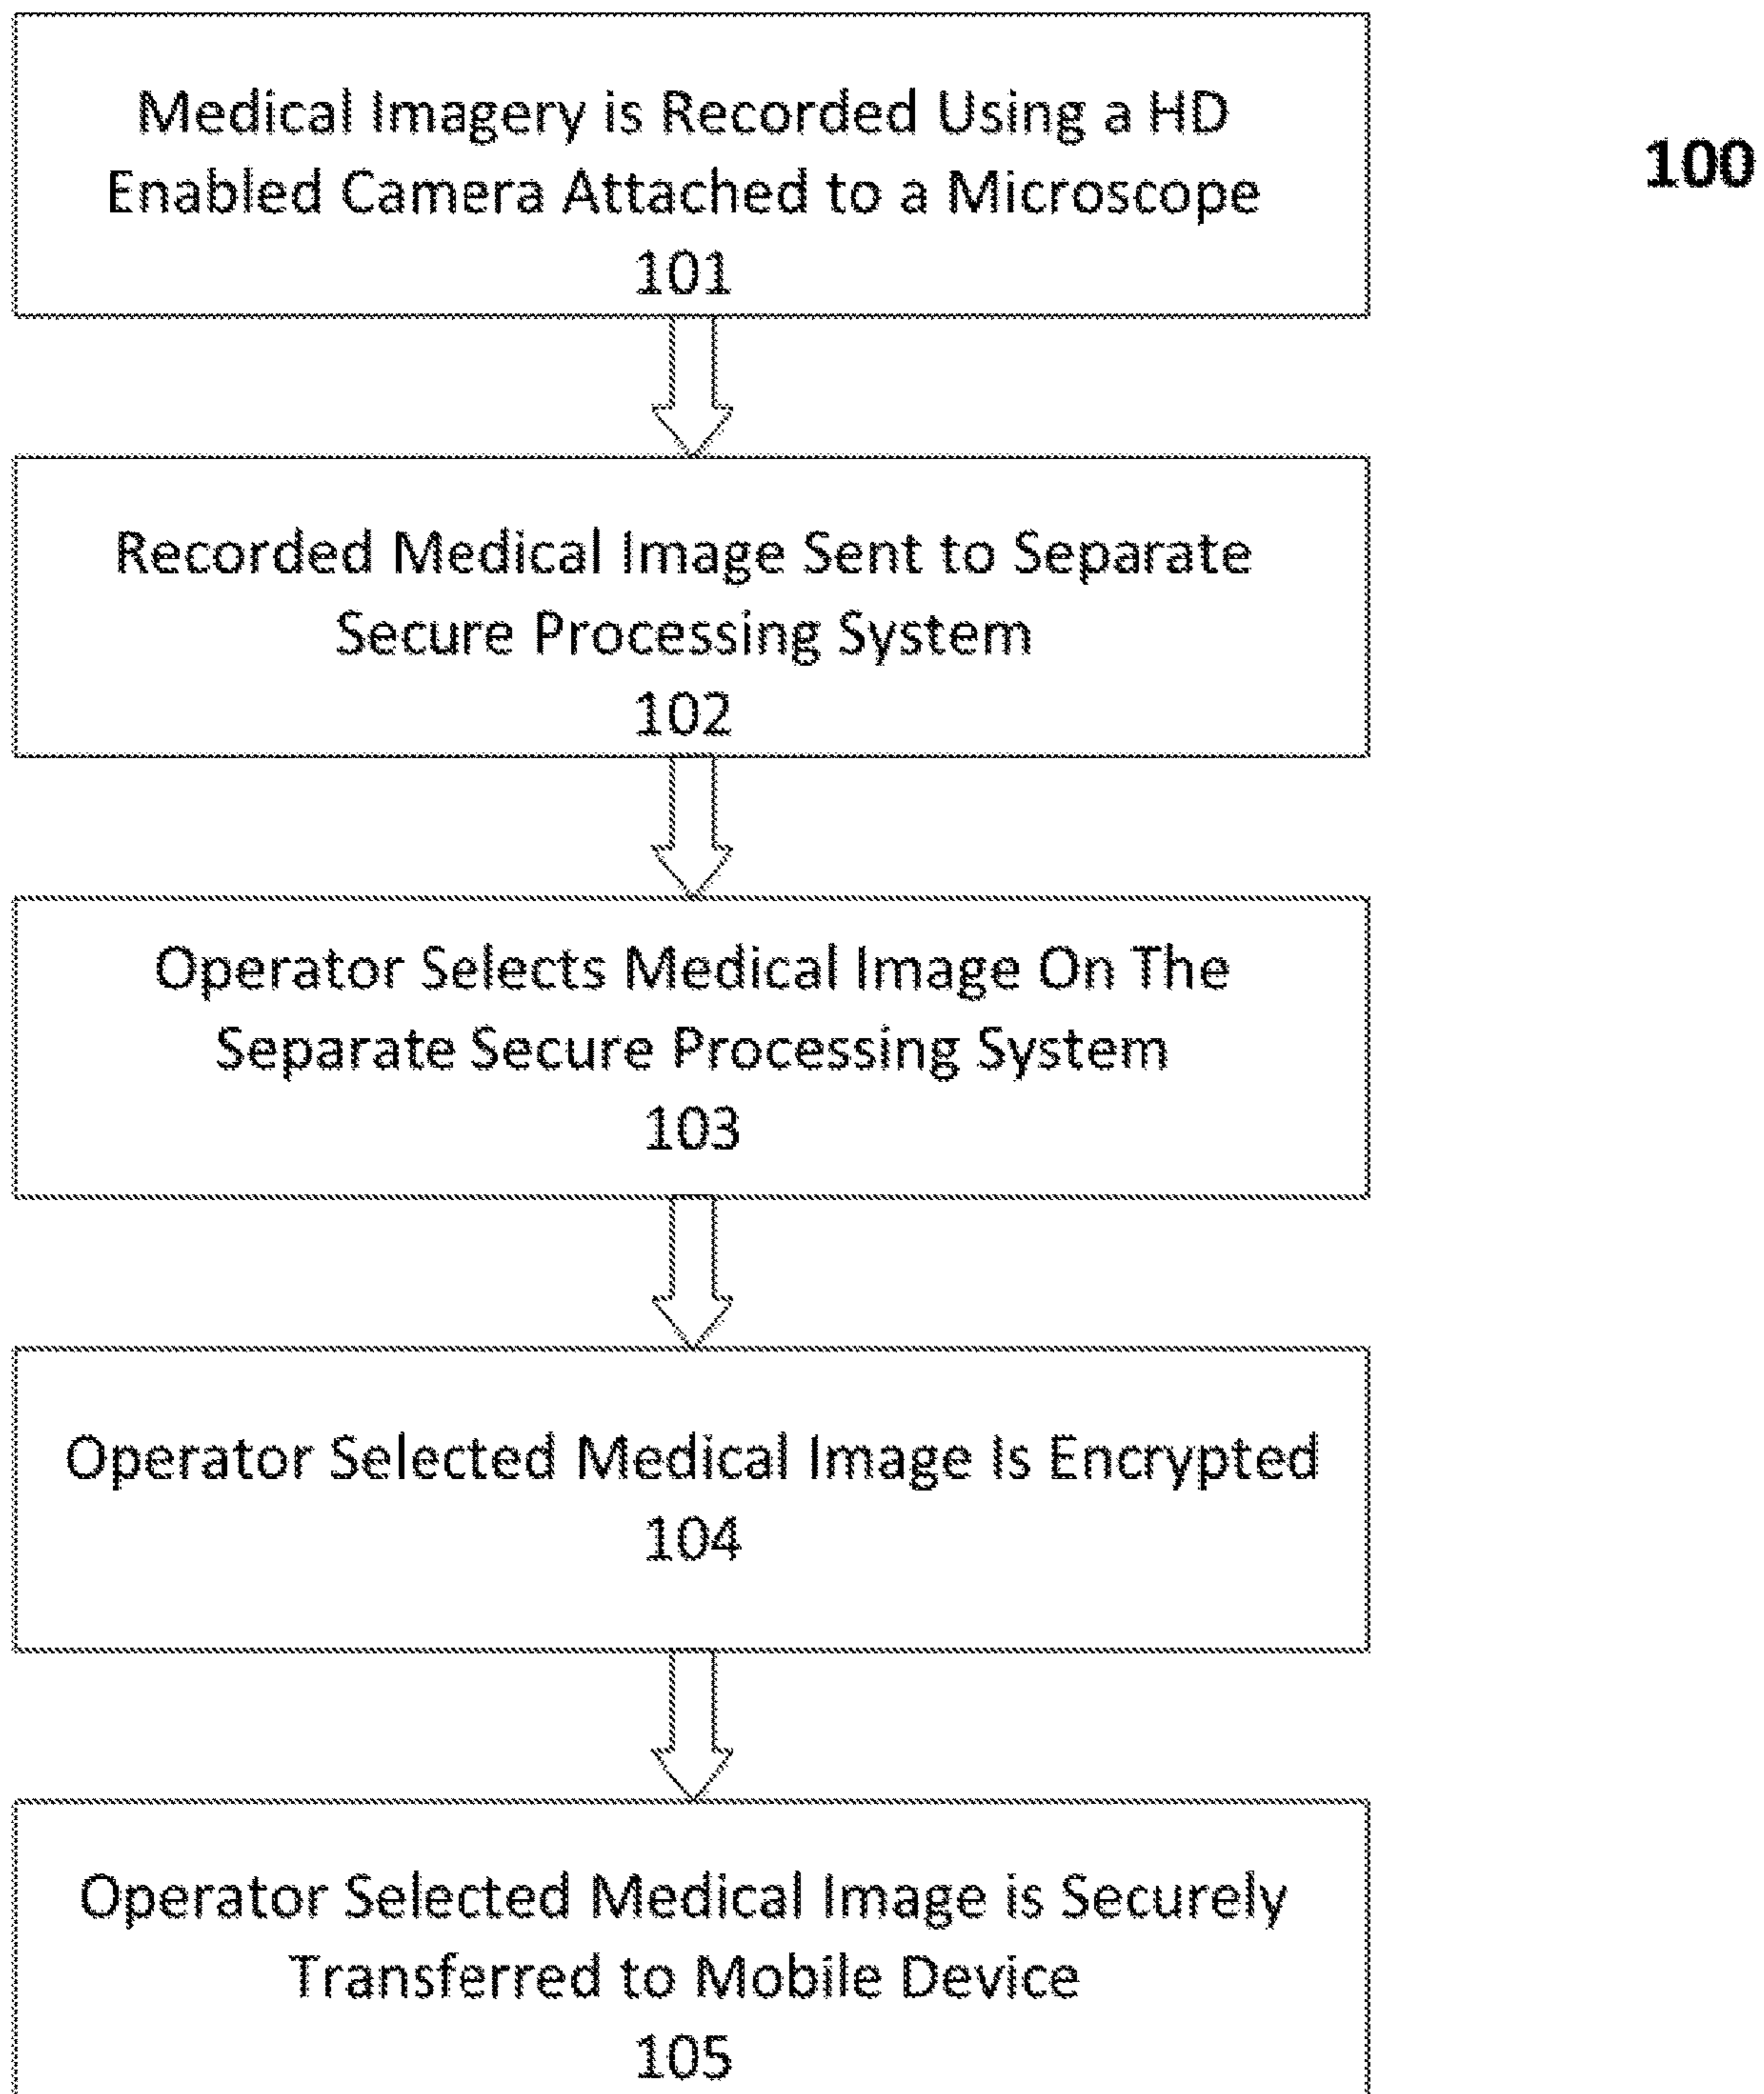 Medical Imagery is Recorded Using a HD
Enabled Camera Attached to a Microscope
101
100
Recorded Medical Image Sent to Separate
Secure Processing System
102
Operator Selects Medical Image On The
Separate Secure Processing System
103
Operator Selected Medical Image Is Encrypted
104
Operator Selected Medical Image is Securely
Transferred to Mobile Device
105